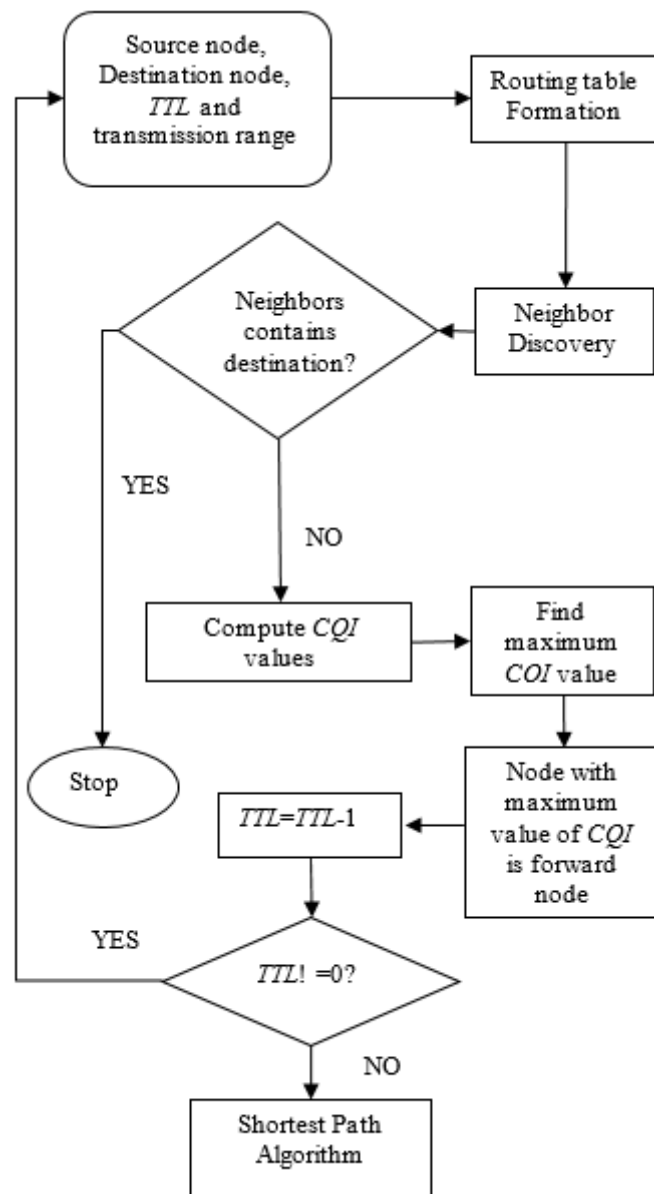 Source node,
Destination node,
TTL and
transmission range
Routing table
Formation
Neighbor
Discovery
Neighbors
contains
destination?
YES
NO
Compute CQI
values
Find
maximum
COI value
Node with
maximum
value of CQI
is forward
node
Stop
TTL=TTL-1
YES
TTL! =0?
NO
Shortest Path
Algorithm